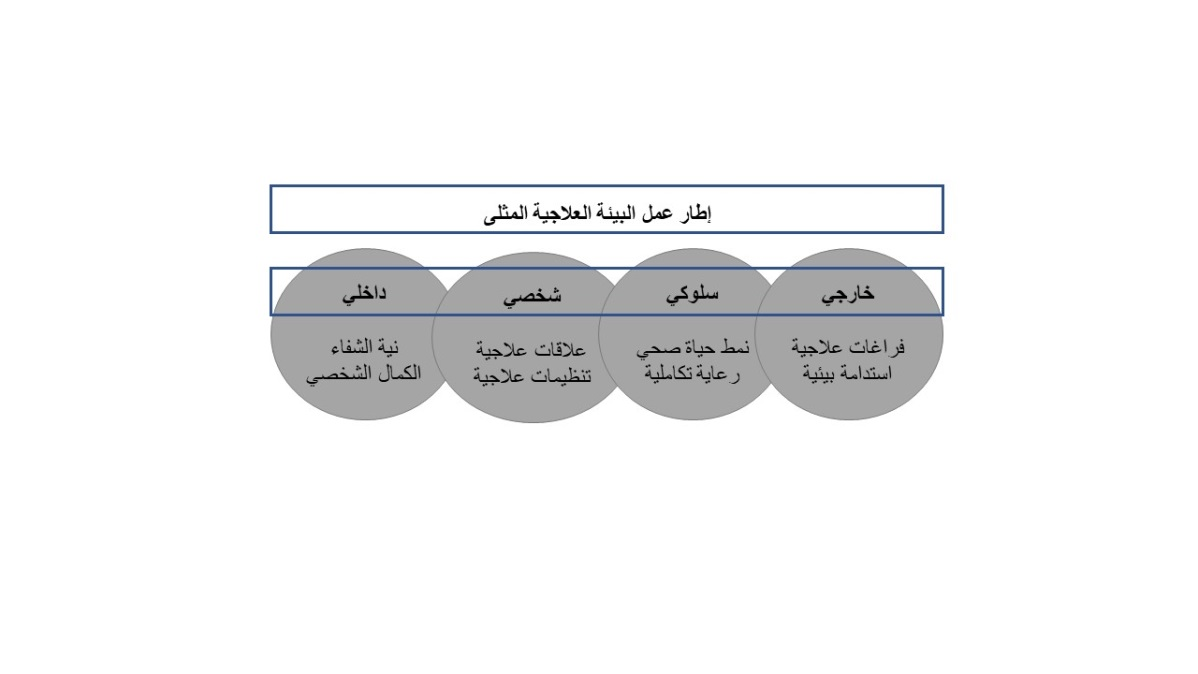 إطار عمل البيئة العلاجية المثلى
خارجي
فراغات علاجية
استدامة بيئية
سلوكي
نمط حياة صحي
رعاية تكاملية
شخصي
علاقات علاجية
تنظيمات علاجية
داخلي
نية الشفاء
الكمال الشخصي